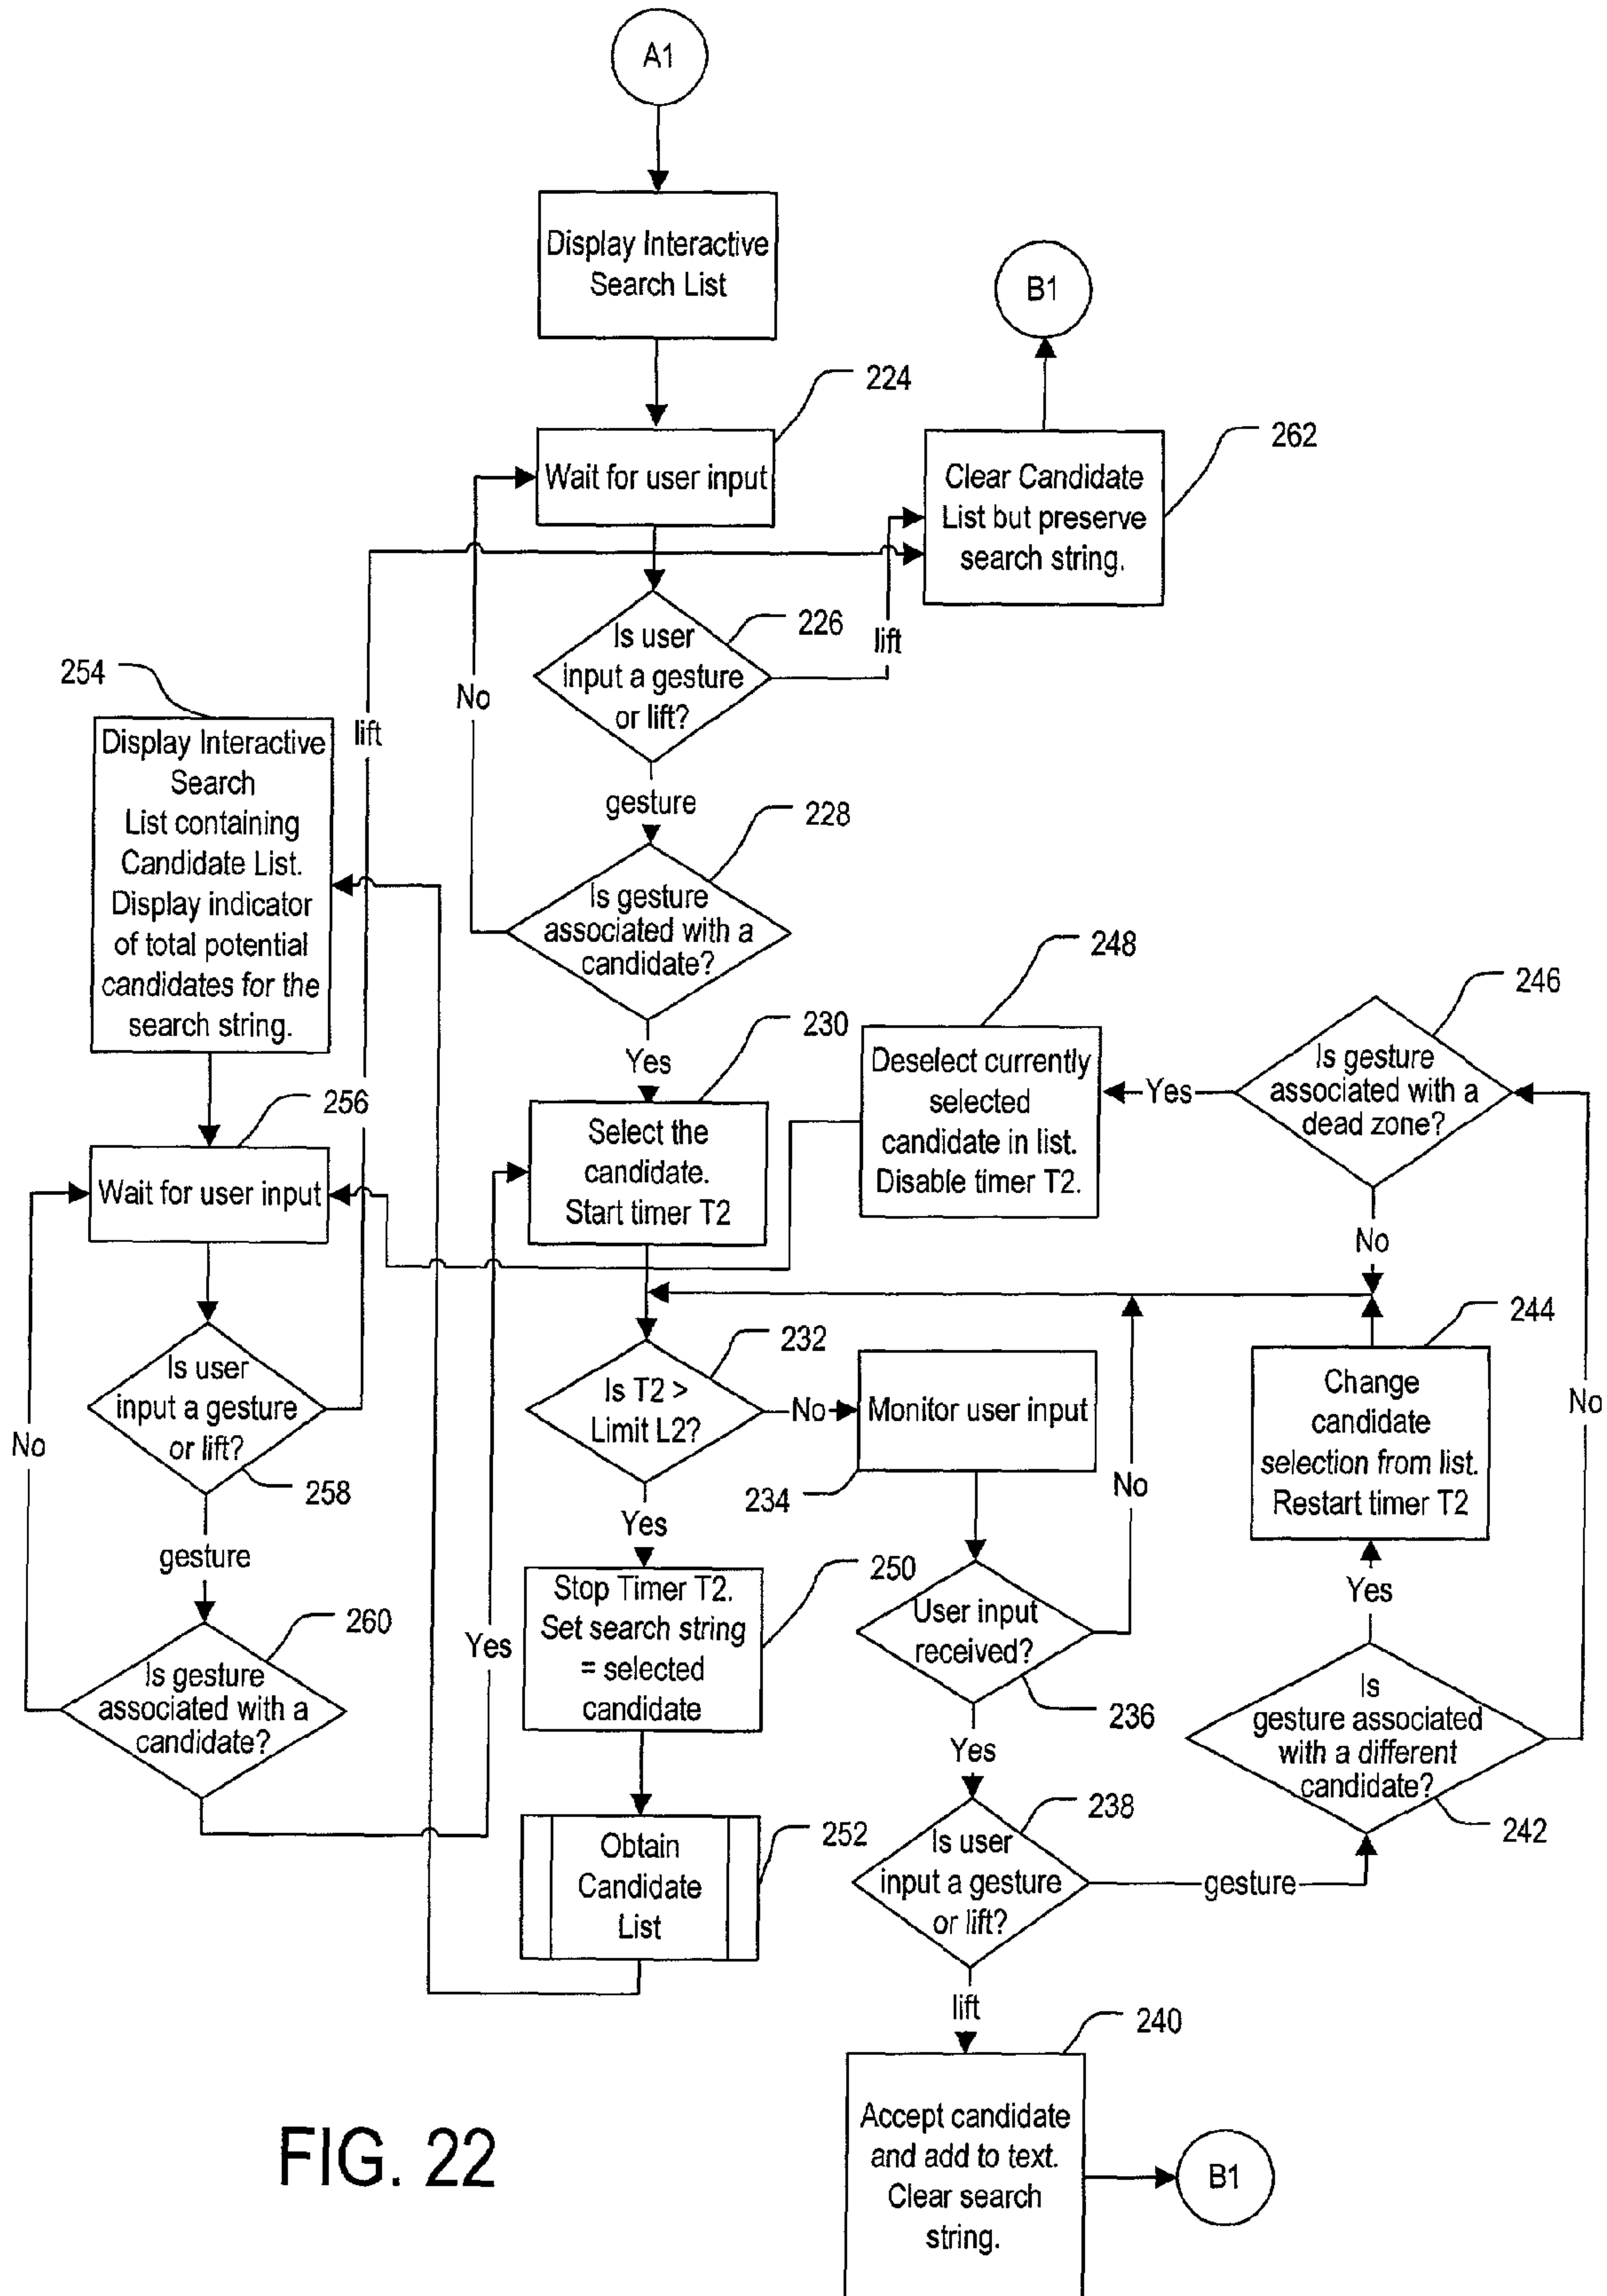 A1
Display Interactive
Search List
B1
224
Wait for user input
262
Clear Candidate
List but preserve
search string.
226
Is user
input a gesture
or lift?
lift
No
254
Display Interactive
Search
List containing
Candidate List.
Display indicator
of total potential
candidates for the
search string.
lift
gesture
228
Is gesture
associated with a
candidate?
Yes
230
Select the
candidate.
Start timer T2
248
Deselect currently
selected
candidate in list.
Disable timer T2.
Yes
246
Is gesture
associated with a
dead zone?
No
256
Wait for user input
244
Change
candidate
selection from list.
Restart timer T2
No
232
Is T2 >
Limit L2?
No
Monitor user input
234
No
Is user
input a gesture
or lift?
258
No
gesture
Yes
250
Stop Timer T2.
Set search string
= selected
candidate
User input
received?
236
Yes
Yes
260
Is gesture
associated with a
candidate?
Yes
Is
gesture associated
with a different
candidate?
242
252
Obtain
Candidate
List
238
Is user
input a gesture
or lift?
gesture
lift
240
Accept candidate
and add to text.
Clear search
string.
B1
FIG. 22